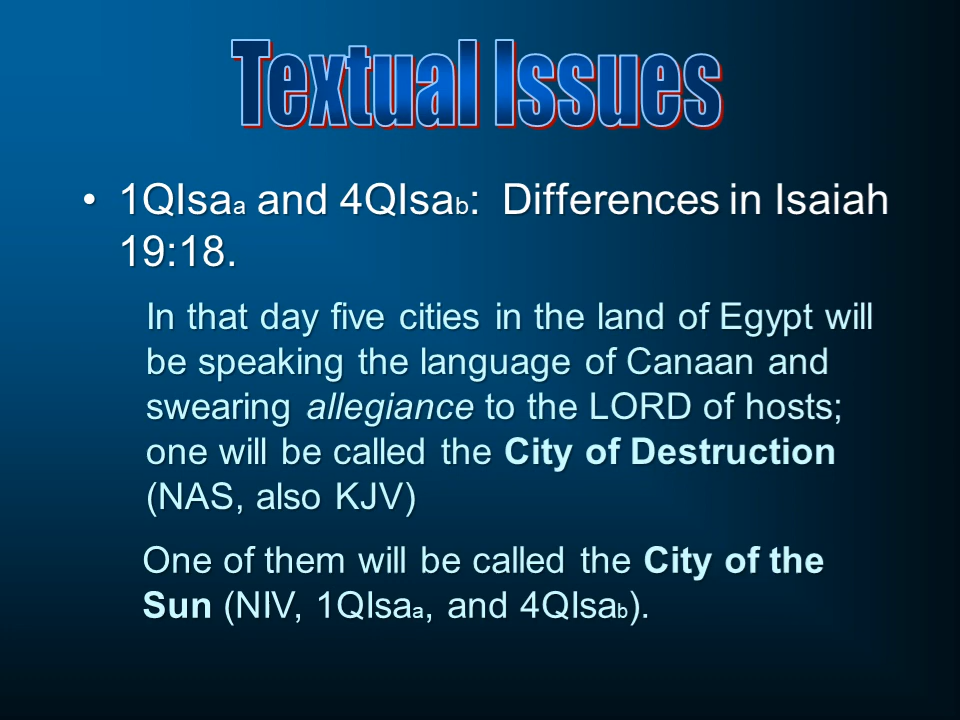 Textual Issues
• 1QIsaa and 4QIsab: Differences in Isaiah
19:18.
In that day five cities in the land of Egypt will
be speaking the language of Canaan and
swearing allegiance to the LORD of hosts;
one will be called the City of Destruction
(NAS, also KJV)
One of them will be called the City of the
Sun (NIV, 1QIsaa, and 4QIsab).